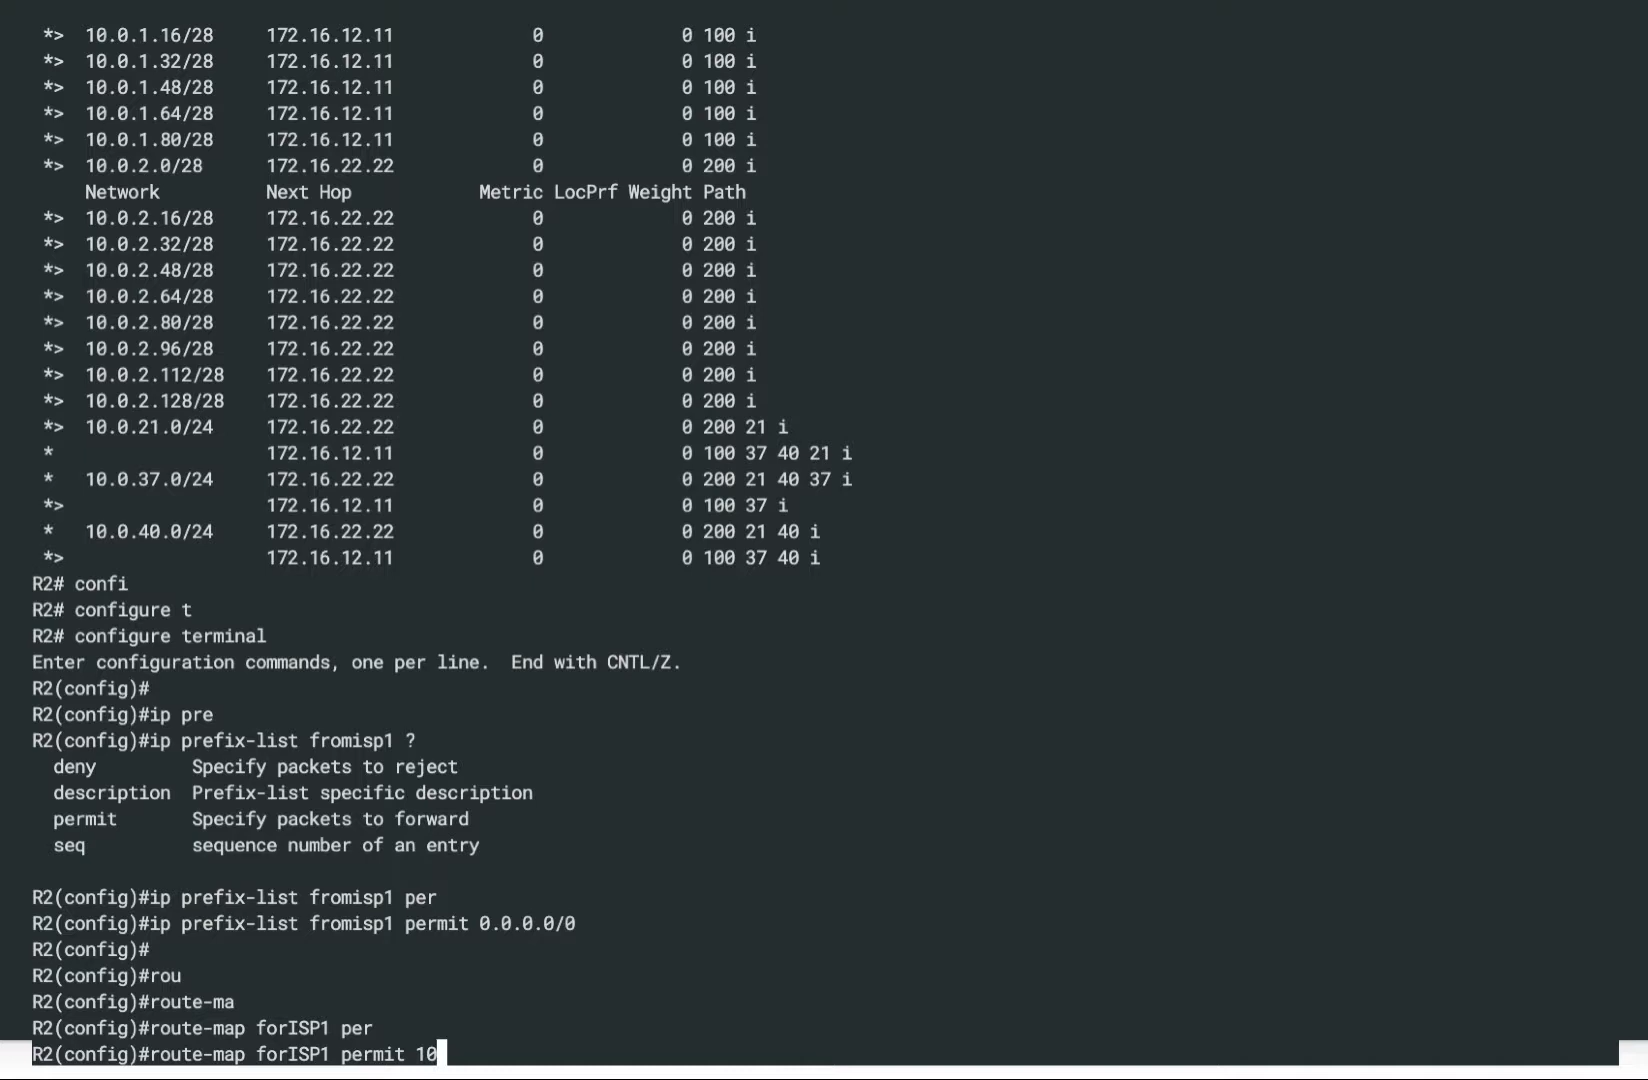 *>  10.0.1.16/28     172.16.12.11             0             0 100 i
*>  10.0.1.32/28     172.16.12.11             0             0 100 i
*>  10.0.1.48/28     172.16.12.11             0             0 100 i
*>  10.0.1.64/28     172.16.12.11             0             0 100 i
*>  10.0.1.80/28     172.16.12.11             0             0 100 i
*>  10.0.2.0/28      172.16.22.22             0             0 200 i
    Network          Next Hop            Metric LocPrf Weight Path
*>  10.0.2.16/28     172.16.22.22             0             0 200 i
*>  10.0.2.32/28     172.16.22.22             0             0 200 i
*>  10.0.2.48/28     172.16.22.22             0             0 200 i
*>  10.0.2.64/28     172.16.22.22             0             0 200 i
*>  10.0.2.80/28     172.16.22.22             0             0 200 i
*>  10.0.2.96/28     172.16.22.22             0             0 200 i
*>  10.0.2.112/28    172.16.22.22             0             0 200 i
*>  10.0.2.128/28    172.16.22.22             0             0 200 i
*>  10.0.21.0/24     172.16.22.22             0             0 200 21 i
*                    172.16.12.11             0             0 100 37 40 21 i
*   10.0.37.0/24     172.16.22.22             0             0 200 21 40 37 i
*>                   172.16.12.11             0             0 100 37 i
*   10.0.40.0/24     172.16.22.22             0             0 200 21 40 i
*>                   172.16.12.11             0             0 100 37 40 i
R2# confi
R2# configure t
R2# configure terminal
Enter configuration commands, one per line.  End with CNTL/Z.
R2(config)#
R2(config)#ip pre
R2(config)#ip prefix-list fromisp1 ?
  deny         Specify packets to reject
  description  Prefix-list specific description
  permit       Specify packets to forward
  seq          sequence number of an entry
R2(config)#ip prefix-list fromisp1 per
R2(config)#ip prefix-list fromisp1 permit 0.0.0.0/0
R2(config)#
R2(config)#rou
R2(config)#route-ma
R2(config)#route-map forISP1 per
R2(config)#route-map forISP1 permit 10